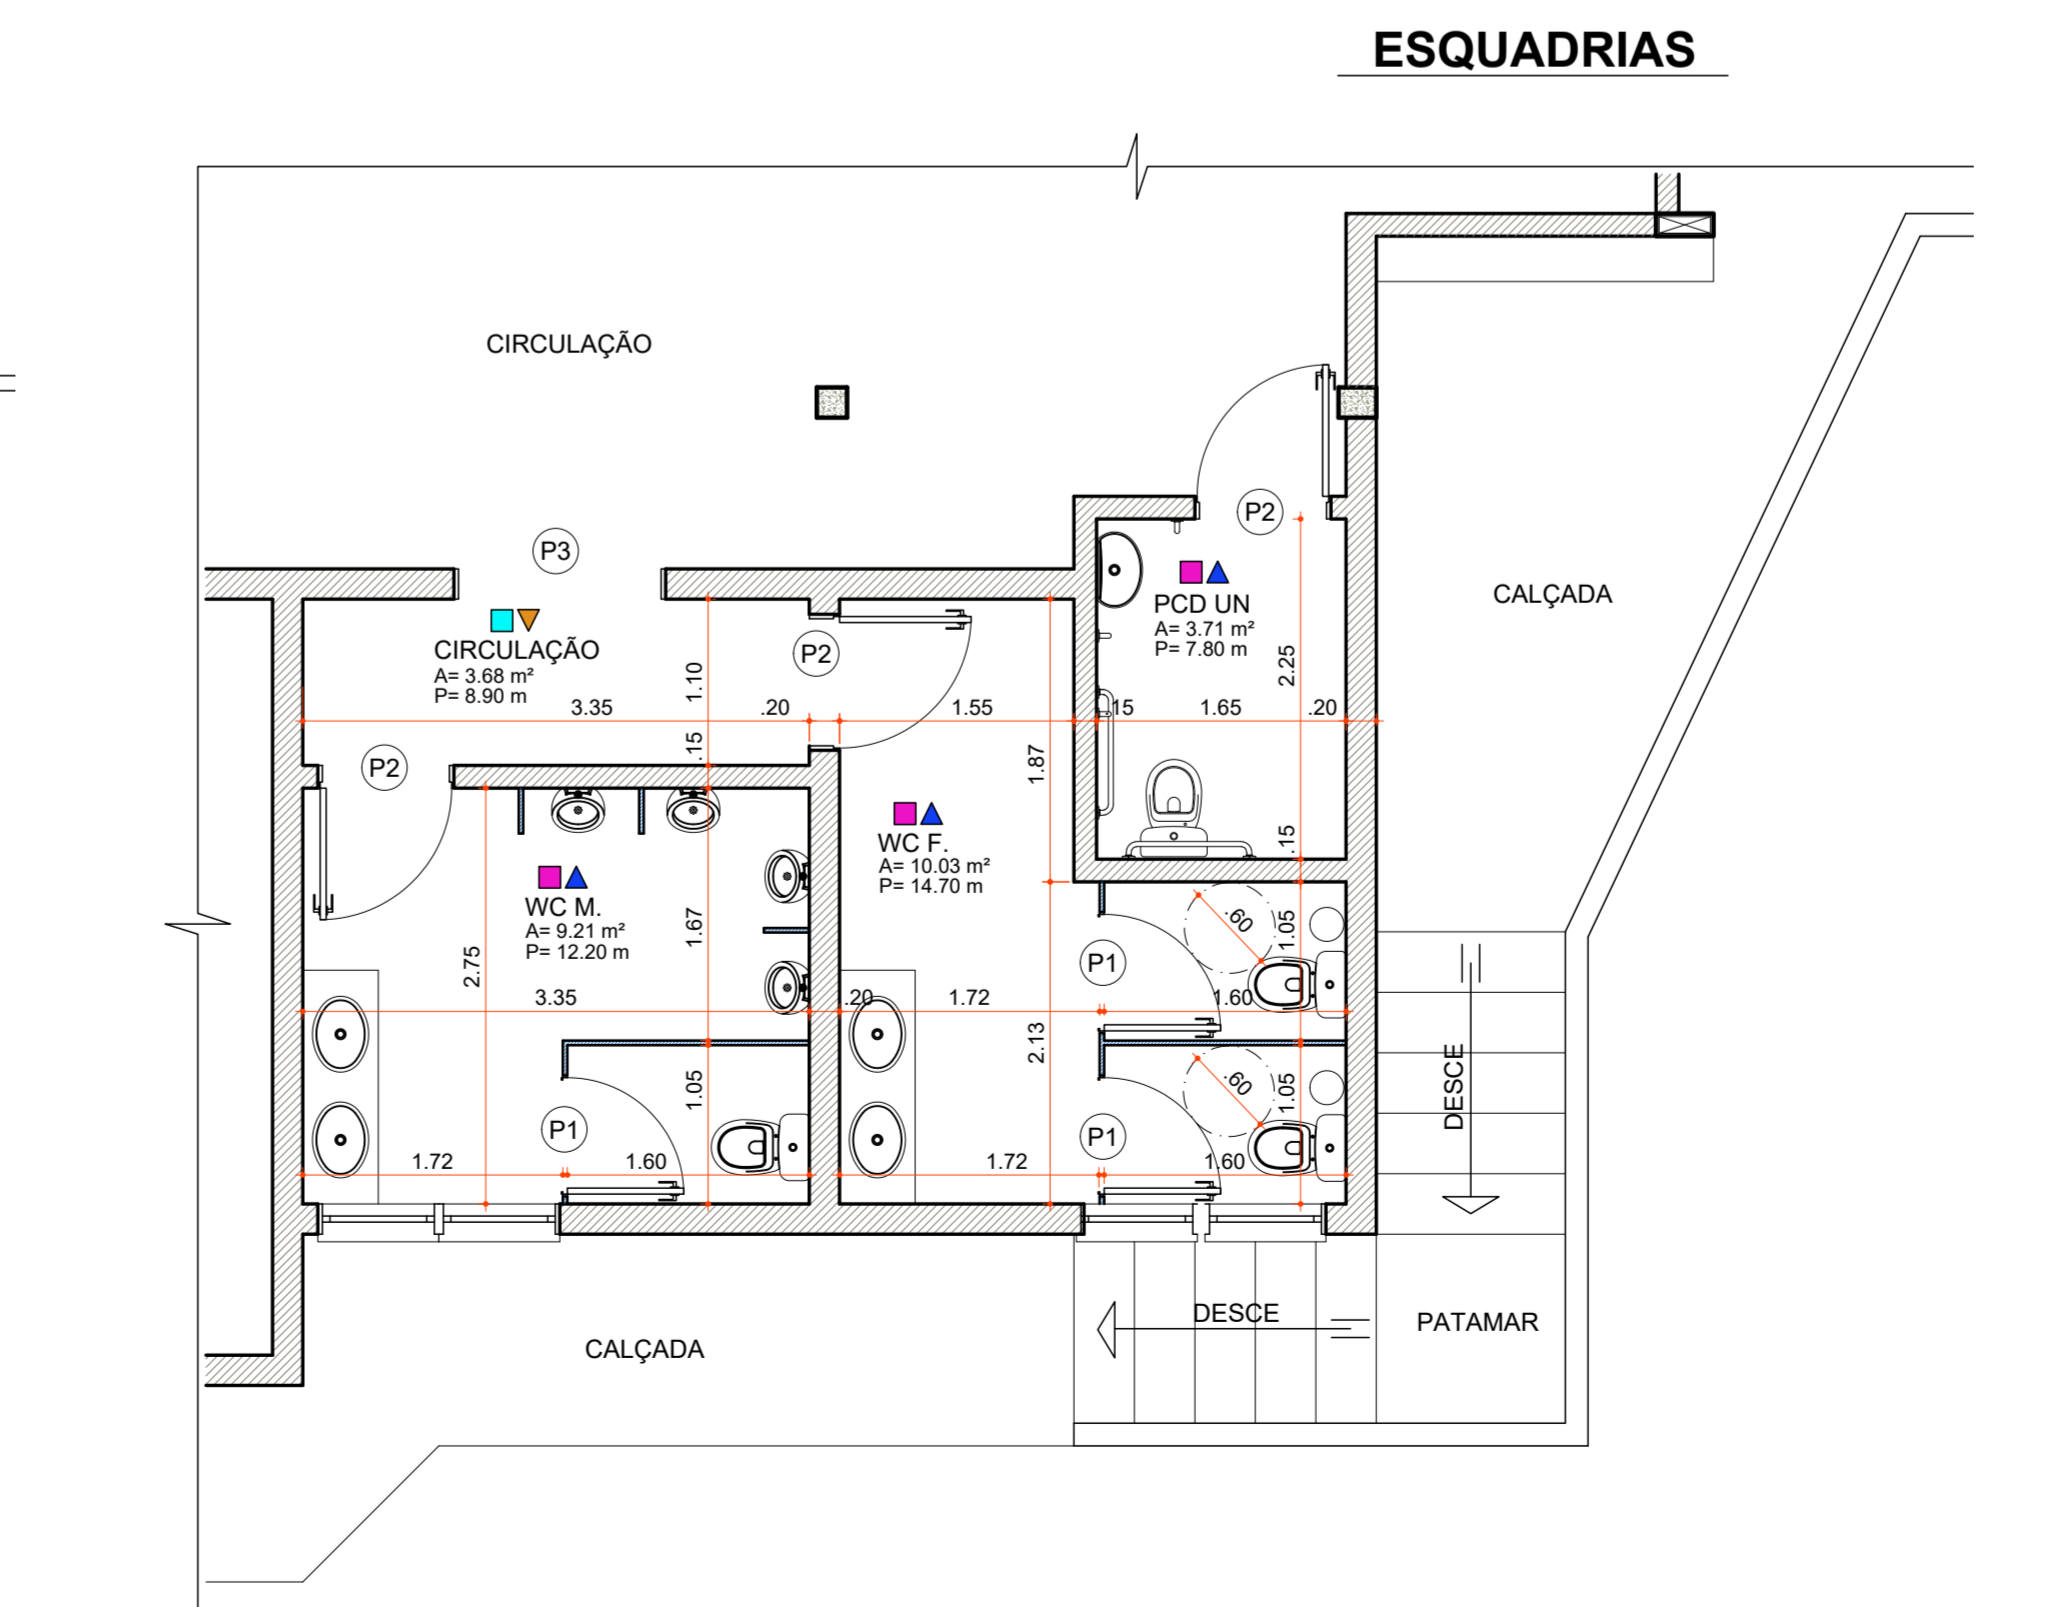 ESQUADRIAS
CIRCULAÇÃO
P3
P2
CALÇADA
PCD UN
A= 3.71 m²
P= 7.80 m
2.25
CIRCULAÇÃO
A= 3.68 m²
P= 8.90 m
P2
1.10
3.35
.20
1.55
.15
1.65
.20
.15
1.87
P2
WC F.
A= 10.03 m²
P= 14.70 m
.15
WC M.
A= 9.21 m²
P= 12.20 m
1.67
2.75
.60
1.05
P1
3.35
.20
1.72
1.60
2.13
DESCE
.60
1.05
1.05
P1
P1
1.72
1.60
1.72
1.60
DESCE
PATAMAR
CALÇADA